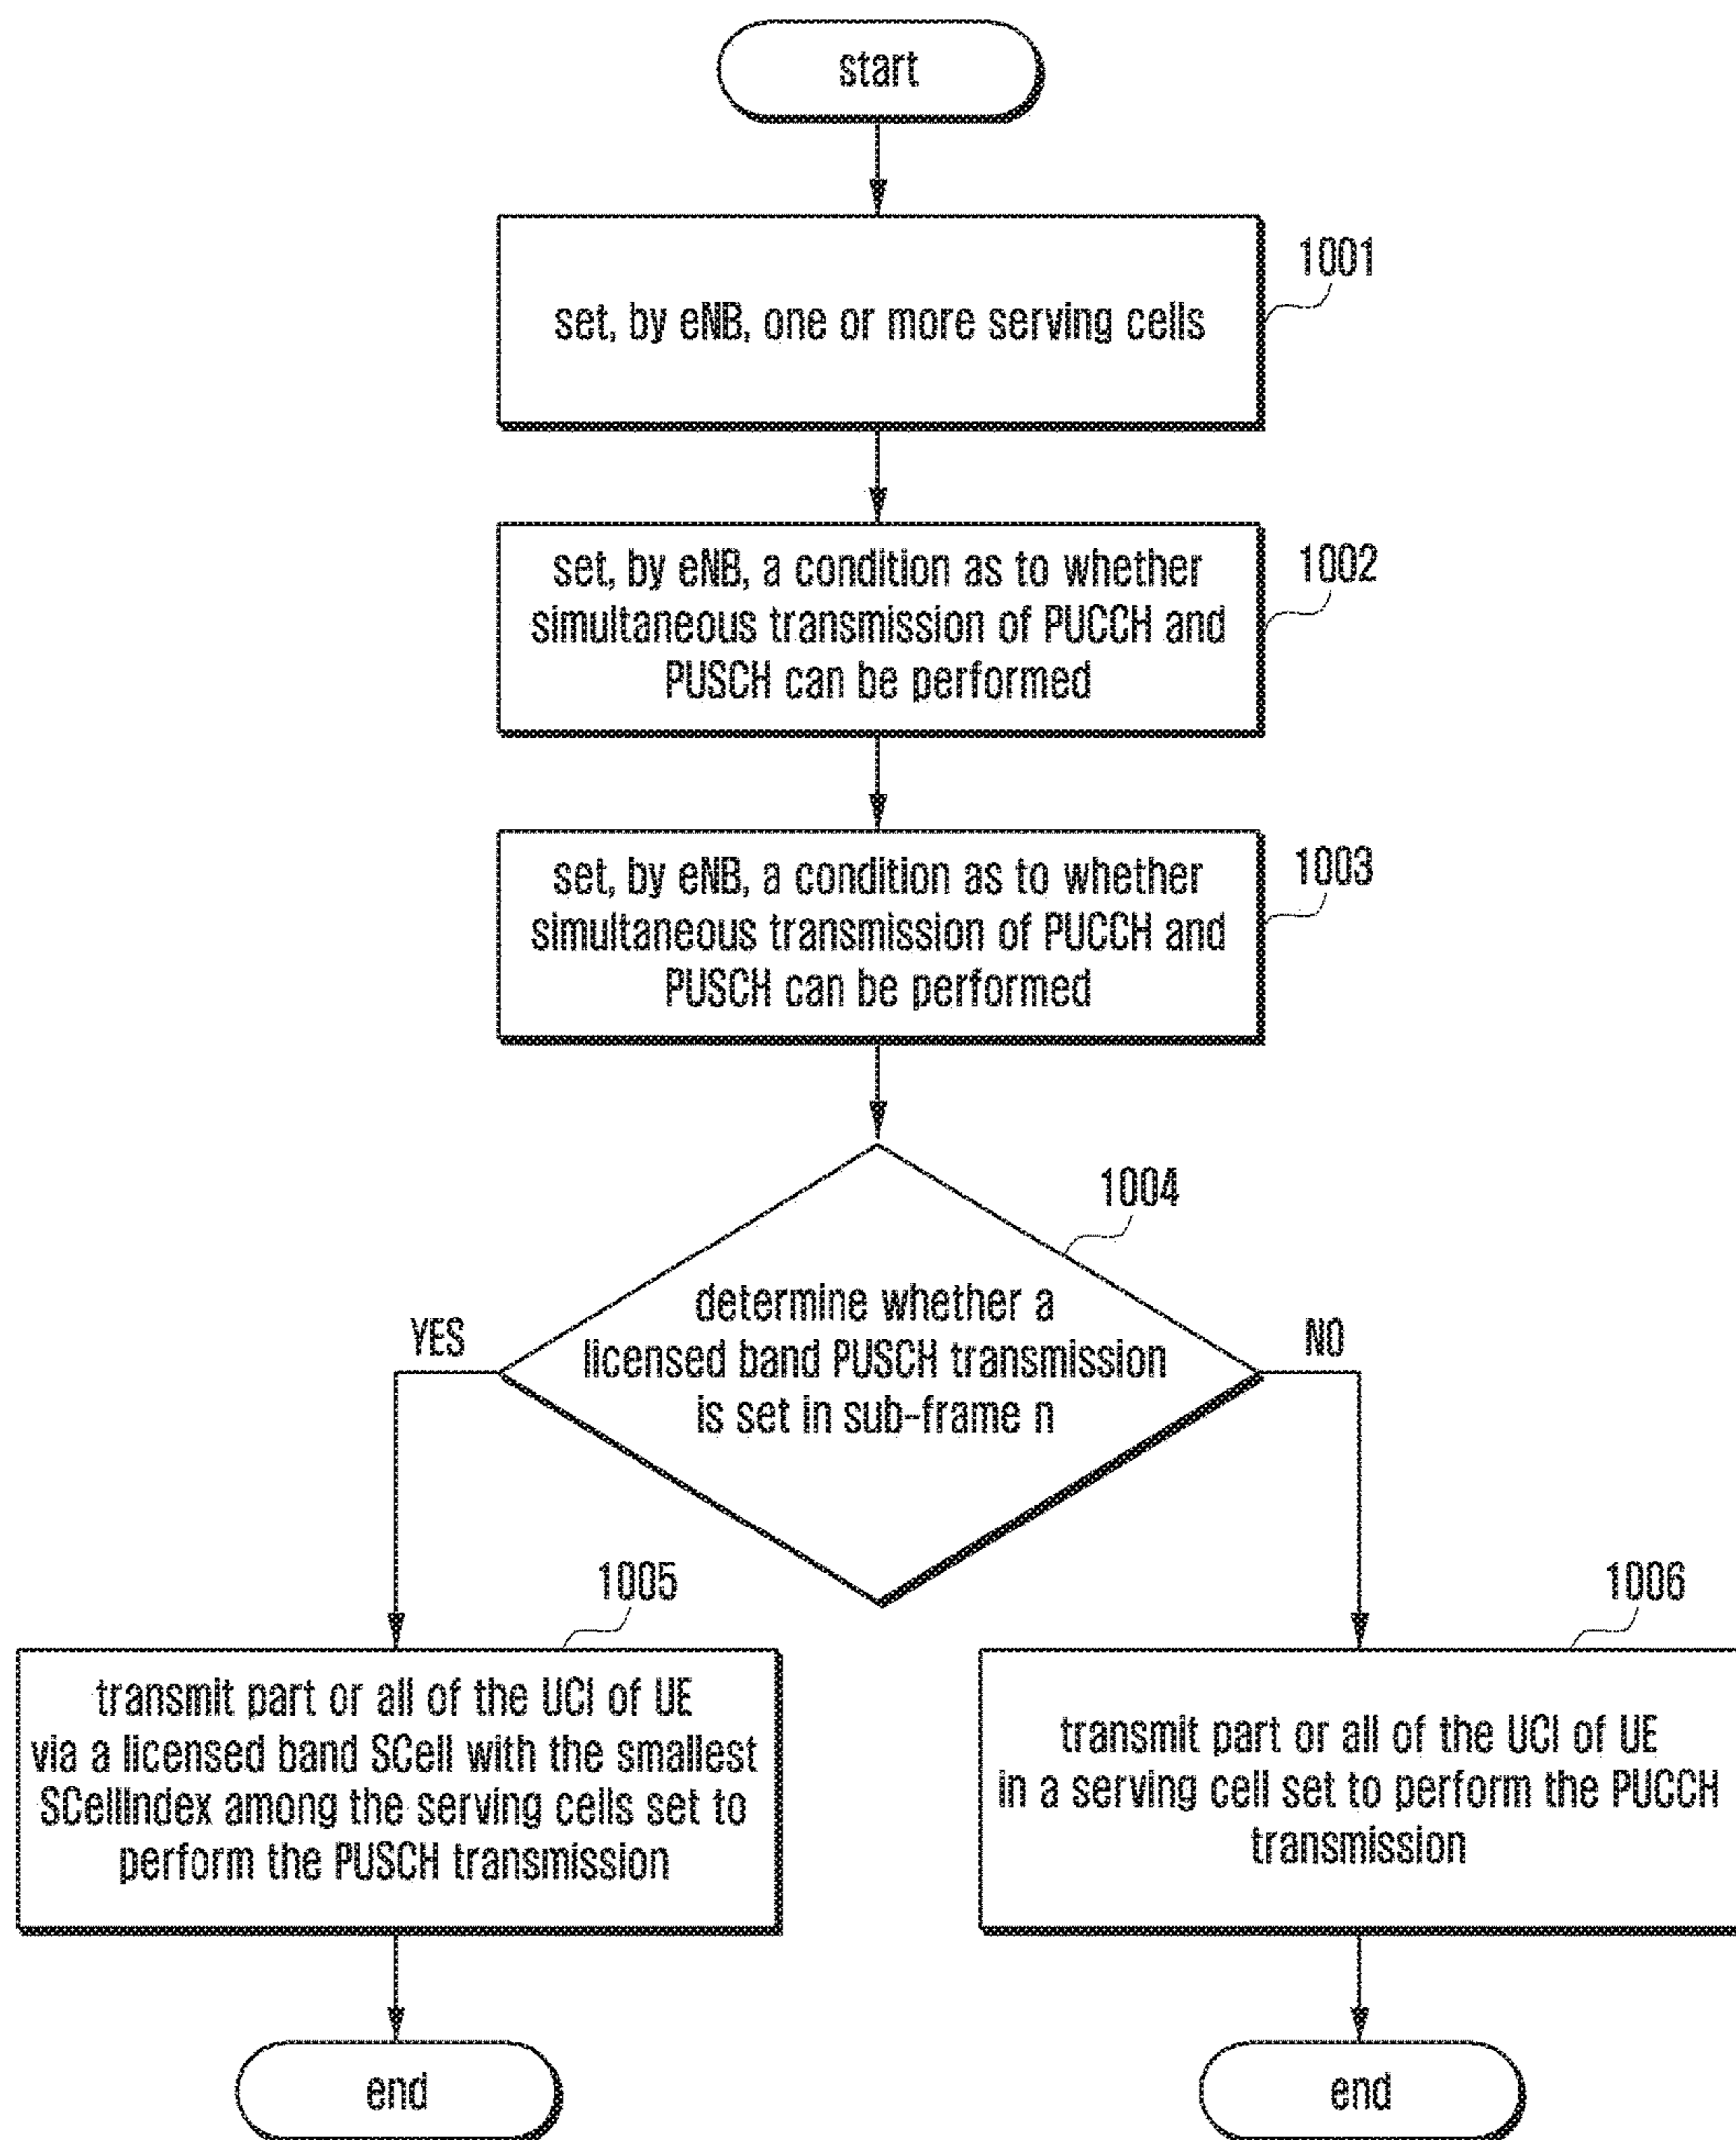 start
1001
set, by eNB, one or more serving cells
1002
set, by eNB, a condition as to whether
simultaneous transmission of PUCCH and
PUSCH can be performed
1003
set, by eNB, a condition as to whether
simultaneous transmission of PUCCH and
PUSCH can be performed
1004
determine whether a
licensed band PUSCH transmission
is set in sub-frame n
YES
NO
1005
transmit part or all of the UCI of UE
via a licensed band SCell with the smallest
SCellIndex among the serving cells set to
perform the PUSCH transmission
1006
transmit part or all of the UCI of UE
in a serving cell set to perform the PUCCH
transmission
end
end